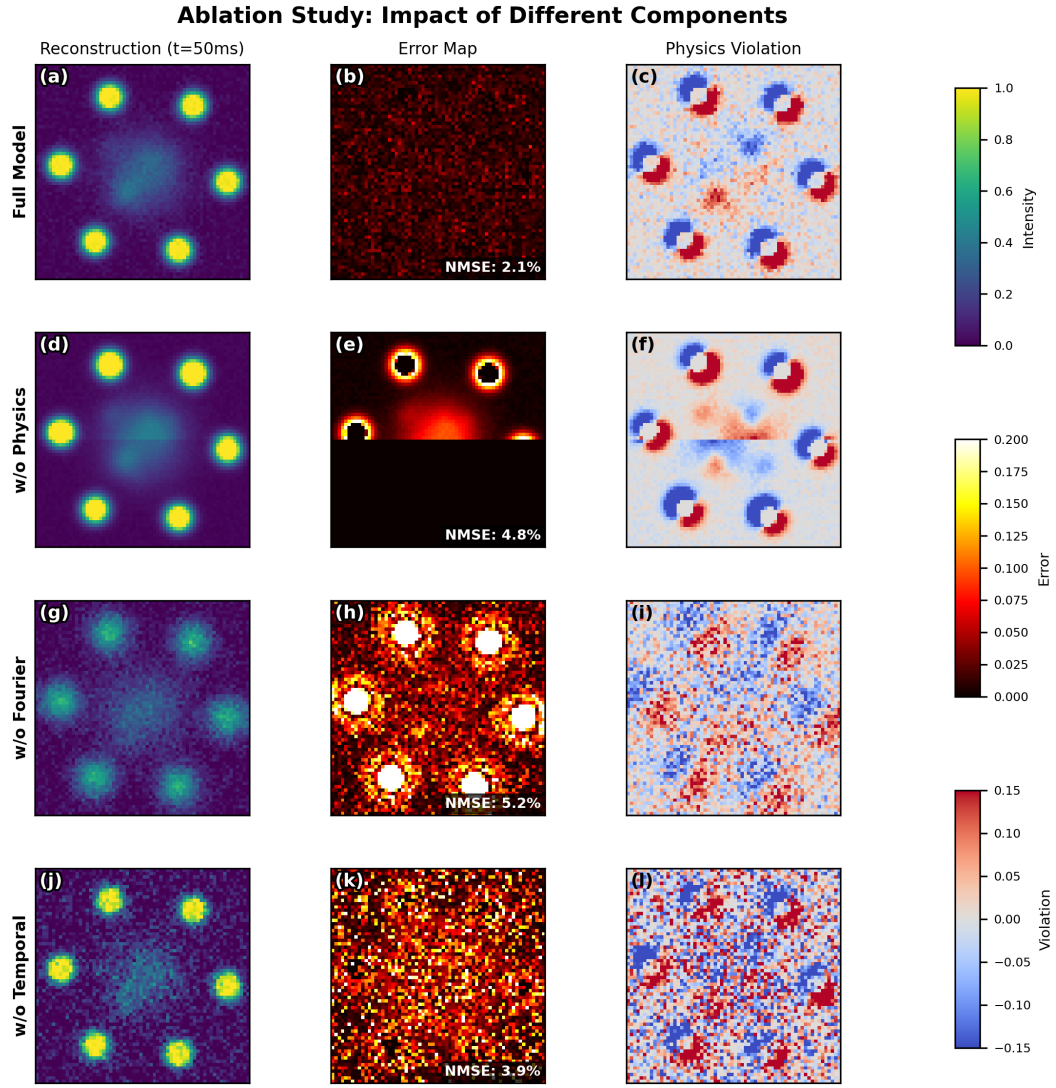 Ablation Study: Impact of Different Components
Reconstruction (t=50ms)
Error Map
Physics Violation
Full Model
(a)
(b)
NMSE: 2.1%
(c)
w/o Physics
(d)
(e)
NMSE: 4.8%
(f)
w/o Fourier
(g)
(h)
NMSE: 5.2%
(i)
w/o Temporal
(j)
(k)
NMSE: 3.9%
(l)
1.0
0.8
0.6
0.4
0.2
0.0
Intensity
0.200
0.175
0.150
0.125
0.100
0.075
0.050
0.025
0.000
Error
0.15
0.10
0.05
0.00
−0.05
−0.10
−0.15
Violation